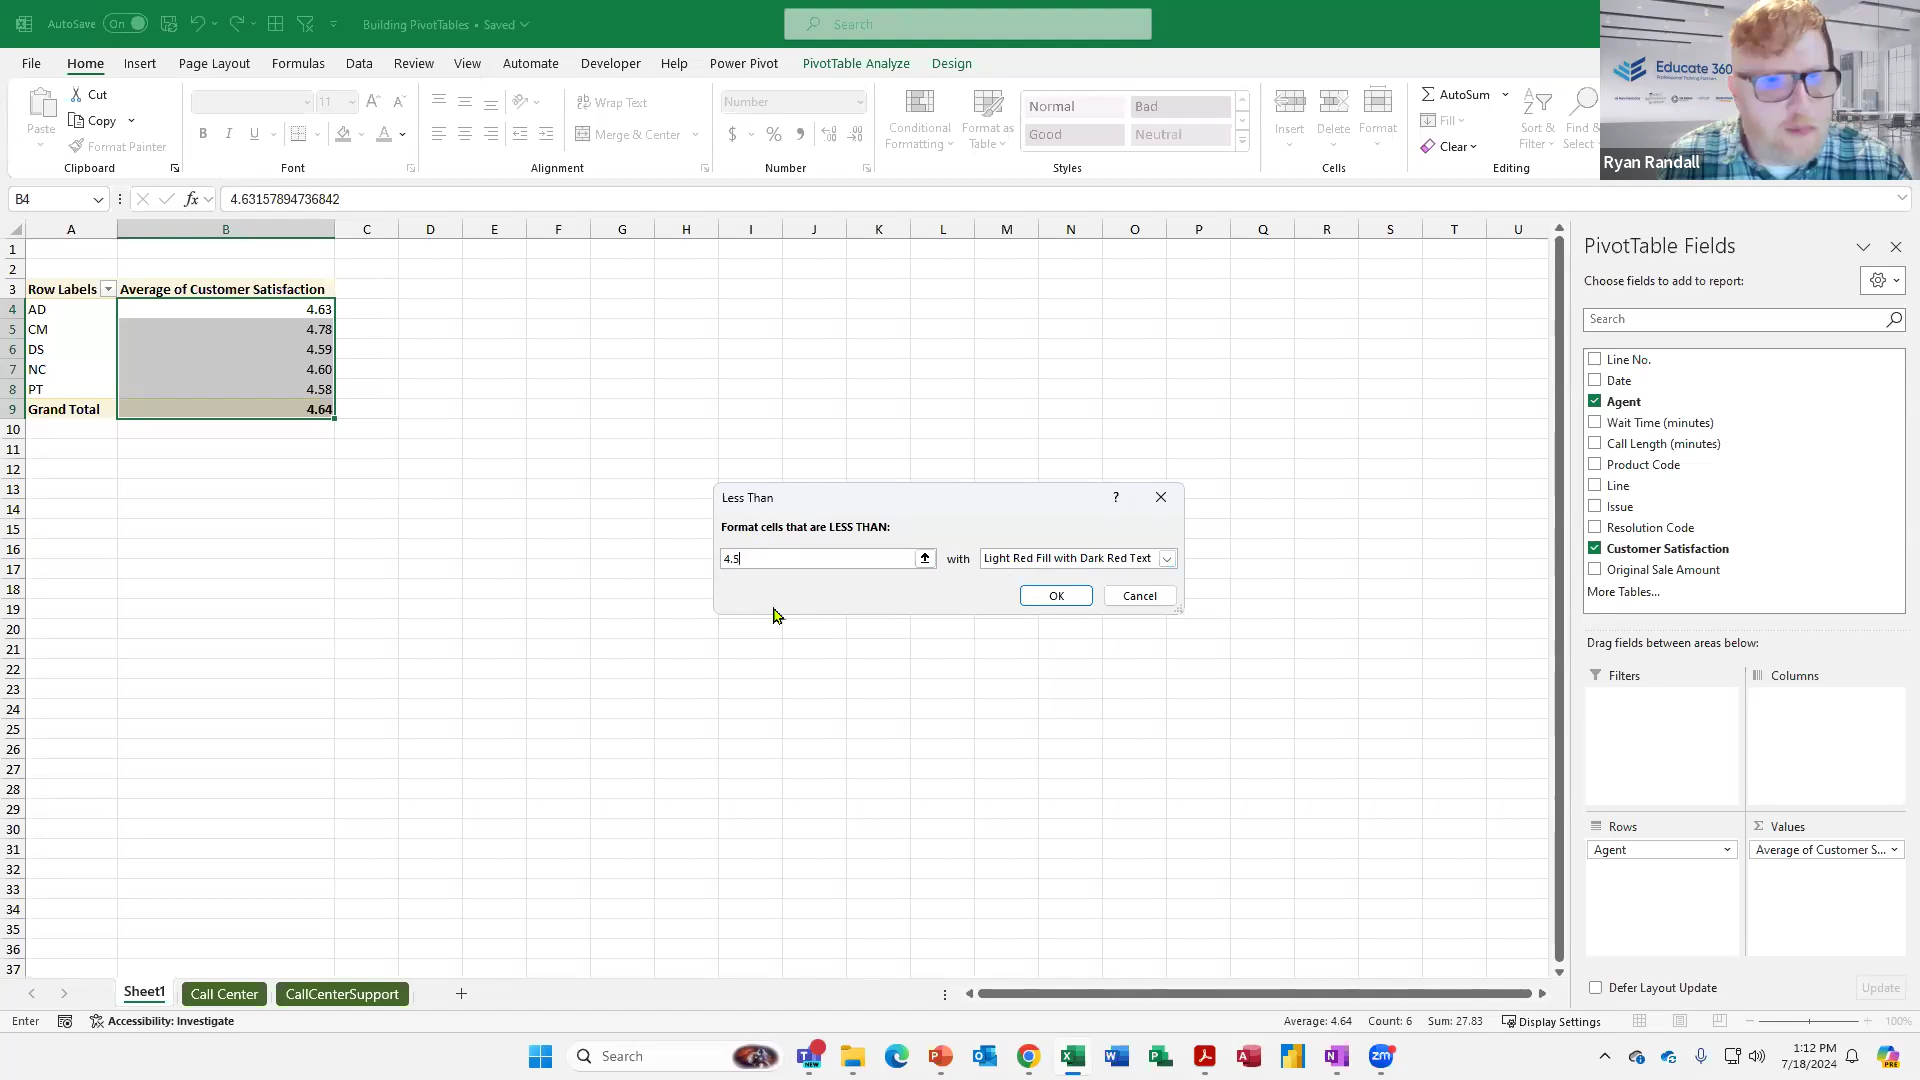 AutoSave On Building PivotTables • Saved Search
File Home Insert Page Layout Formulas Data Review View Automate Developer Help Power Pivot PivotTable Analyze Design
Paste Cut Copy Format Painter
11 Wrap Text Merge & Center
Number $ %
Conditional Formatting Format as Table
Normal Bad
Good Neutral
Insert Delete Format
AutoSum Fill Clear
Sort & Filter Find & Select
Clipboard Font Alignment Number Styles Cells Editing
Educate 360
Ryan Randall
B4 fx 4.63157894736842
A B C D E F G H I J K L M N O P Q R S T U
1
2
3 Row Labels Average of Customer Satisfaction
4 AD 4.63
5 CM 4.78
6 DS 4.59
7 NC 4.60
8 PT 4.58
9 Grand Total 4.64
10
11
12
13
14
15
16
17
18
19
20
21
22
23
24
25
26
27
28
29
30
31
32
33
34
35
36
37
Less Than ?
Format cells that are LESS THAN:
4.5 with Light Red Fill with Dark Red Text
OK Cancel
PivotTable Fields
Choose fields to add to report:
Search
Line No.
Date
Agent
Wait Time (minutes)
Call Length (minutes)
Product Code
Line
Issue
Resolution Code
Customer Satisfaction
Original Sale Amount
More Tables...
Drag fields between areas below:
Filters Columns
Rows Values
Agent Average of Customer S...
Defer Layout Update Update
Sheet1 Call Center CallCenterSupport
Enter Accessibility: Investigate Average: 4.64 Count: 6 Sum: 27.83 Display Settings 100%
Search
NEW
zm
PRE
1:12 PM
7/18/2024